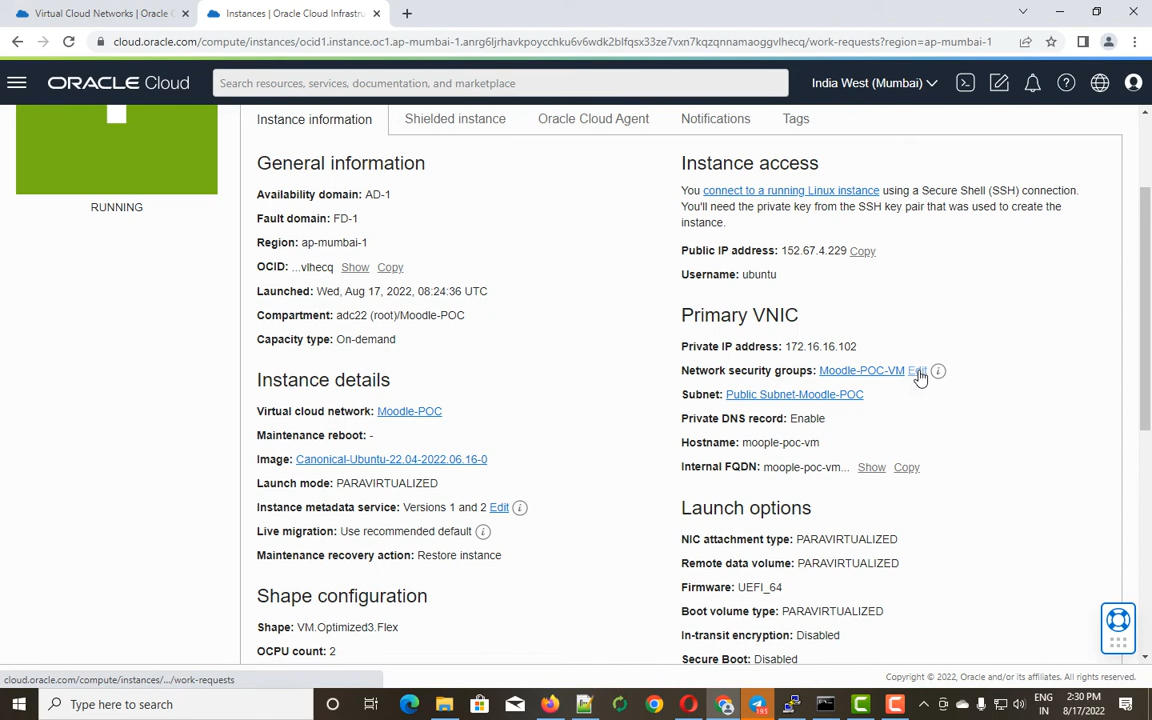 Virtual Cloud Networks | Oracle C
Instances | Oracle Cloud Infrastru
cloud.oracle.com/compute/instances/ocid1.instance.oc1.ap-mumbai-1.anrg6ljrhavkpoycchku6v6wdk2blfqsx33ze7vxn7kqzqnnamaoggvlhecq/work-requests?region=ap-mumbai-1
ORACLE Cloud
Search resources, services, documentation, and marketplace
India West (Mumbai)
Instance information
Shielded instance
Oracle Cloud Agent
Notifications
Tags
RUNNING
General information
Availability domain: AD-1
Fault domain: FD-1
Region: ap-mumbai-1
OCID: ...vlhecq Show Copy
Launched: Wed, Aug 17, 2022, 08:24:36 UTC
Compartment: adc22 (root)/Moodle-POC
Capacity type: On-demand
Instance details
Virtual cloud network: Moodle-POC
Maintenance reboot: -
Image: Canonical-Ubuntu-22.04-2022.06.16-0
Launch mode: PARAVIRTUALIZED
Instance metadata service: Versions 1 and 2 Edit
Live migration: Use recommended default
Maintenance recovery action: Restore instance
Shape configuration
Shape: VM.Optimized3.Flex
OCPU count: 2
Instance access
You connect to a running Linux instance using a Secure Shell (SSH) connection.
You'll need the private key from the SSH key pair that was used to create the
instance.
Public IP address: 152.67.4.229 Copy
Username: ubuntu
Primary VNIC
Private IP address: 172.16.16.102
Network security groups: Moodle-POC-VM Edit
Subnet: Public Subnet-Moodle-POC
Private DNS record: Enable
Hostname: moople-poc-vm
Internal FQDN: moople-poc-vm... Show Copy
Launch options
NIC attachment type: PARAVIRTUALIZED
Remote data volume: PARAVIRTUALIZED
Firmware: UEFI_64
Boot volume type: PARAVIRTUALIZED
In-transit encryption: Disabled
Secure Boot: Disabled
cloud.oracle.com/compute/instances/.../work-requests
Copyright © 2022, Oracle and/or its affiliates. All rights reserved.
Type here to search
195
ENG
IN
2:30 PM
8/17/2022